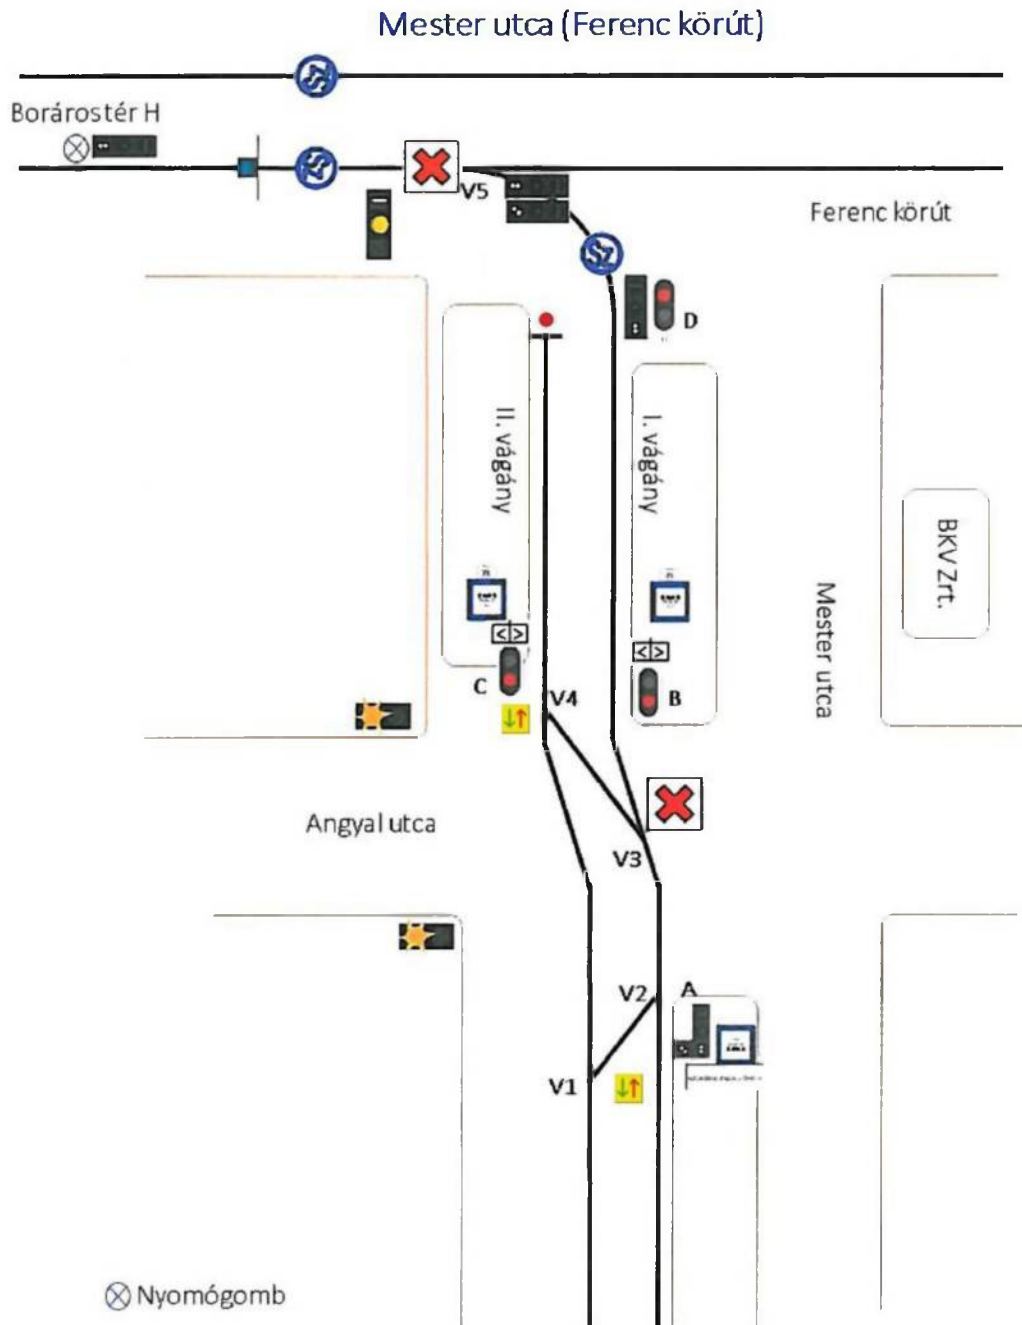 Mester utca (Ferenc körút)
Boráros tér H
V5
Ferenc körút
D
II. vágány
I. vágány
BKV Zrt.
Mester utca
C
V4
B
Angyal utca
V3
V2
A
V1
Nyomógomb